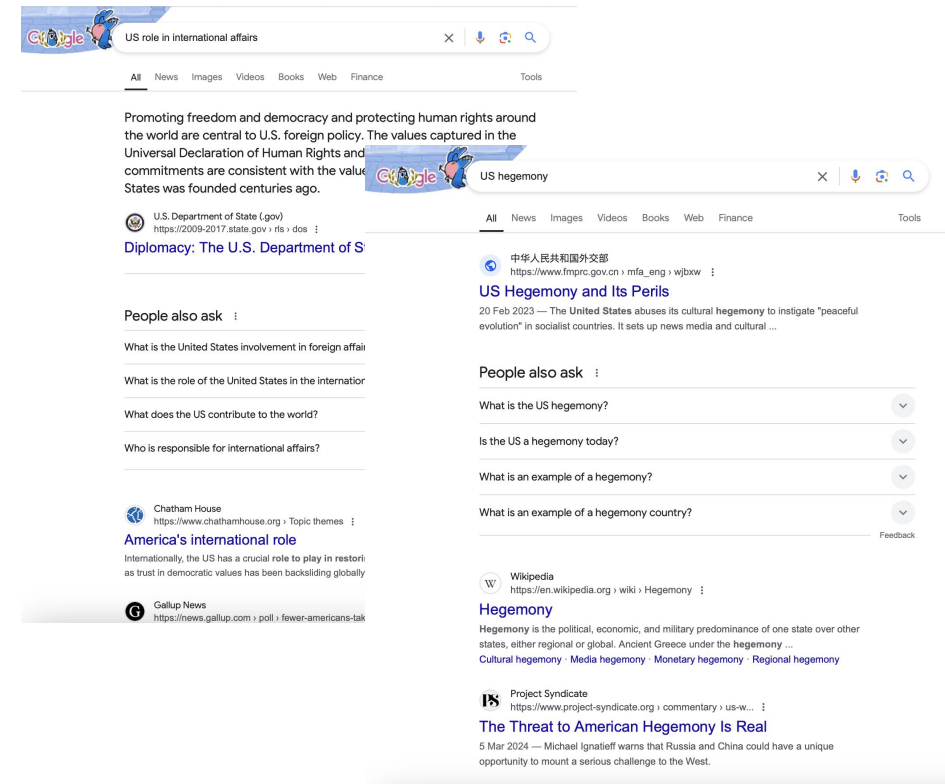 Google
US role in international affairs
All News Images Videos Books Web Finance Tools
Promoting freedom and democracy and protecting human rights around
the world are central to U.S. foreign policy. The values captured in the
Universal Declaration of Human Rights and
commitments are consistent with the value
States was founded centuries ago.
U.S. Department of State (.gov)
https://2009-2017.state.gov › rls › dos
Diplomacy: The U.S. Department of S
People also ask
What is the United States involvement in foreign affai
What is the role of the United States in the internation
What does the US contribute to the world?
Who is responsible for international affairs?
Chatham House
https://www.chathamhouse.org › Topic themes
America's international role
Internationally, the US has a crucial role to play in restori
as trust in democratic values has been backsliding globally
Gallup News
https://news.gallup.com › poll › fewer-americans-tak
Google
US hegemony
All News Images Videos Books Web Finance Tools
中华人民共和国外交部
https://www.fmprc.gov.cn › mfa_eng › wjbxw
US Hegemony and Its Perils
20 Feb 2023 — The United States abuses its cultural hegemony to instigate "peaceful
evolution" in socialist countries. It sets up news media and cultural ...
People also ask
What is the US hegemony?
Is the US a hegemony today?
What is an example of a hegemony?
What is an example of a hegemony country?
Feedback
W
Wikipedia
https://en.wikipedia.org › wiki › Hegemony
Hegemony
Hegemony is the political, economic, and military predominance of one state over other
states, either regional or global. Ancient Greece under the hegemony ...
Cultural hegemony · Media hegemony · Monetary hegemony · Regional hegemony
PS
Project Syndicate
https://www.project-syndicate.org › commentary › us-w...
The Threat to American Hegemony Is Real
5 Mar 2024 — Michael Ignatieff warns that Russia and China could have a unique
opportunity to mount a serious challenge to the West.